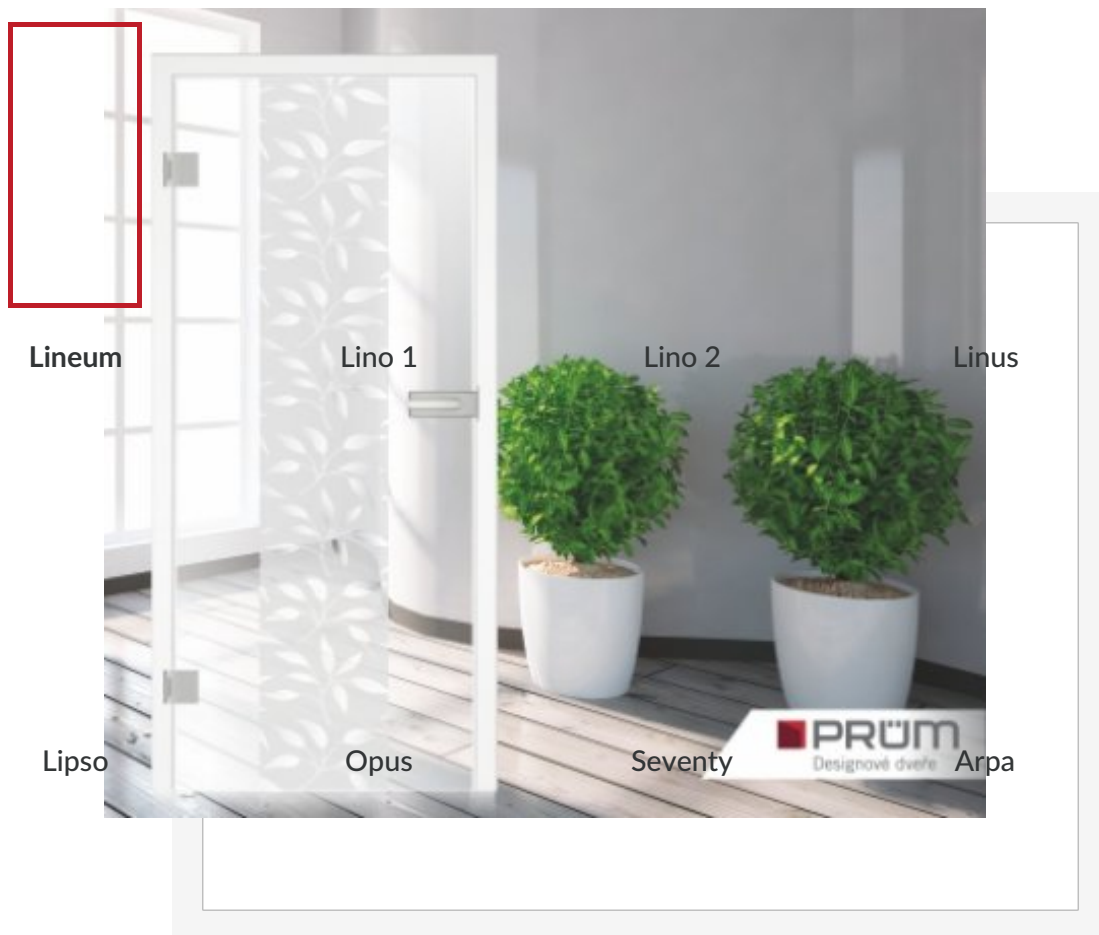 Lineum
Lino 1
Lino 2
Linus
PRÜM
Designové dveře
Lipso
Opus
Seventy
Arpa